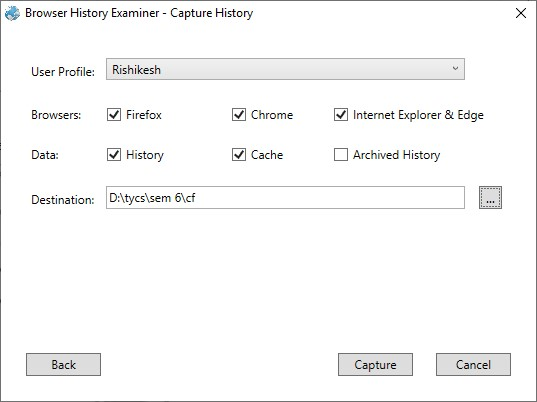 Browser History Examiner - Capture History
User Profile: Rishikesh
Browsers: Firefox Chrome Internet Explorer & Edge
Data: History Cache Archived History
Destination: D:\tycs\sem 6\cf ...
Back Capture Cancel